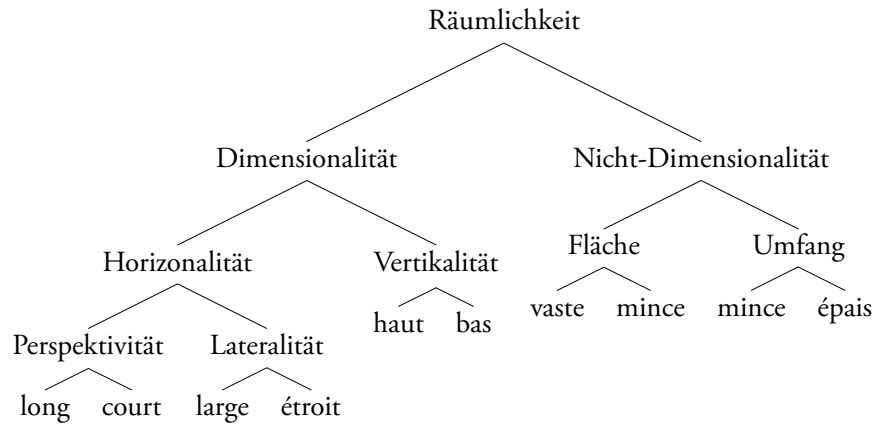 Räumlichkeit
Dimensionalität Nicht-Dimensionalität
Horizonalität Vertikalität Fläche Umfang
haut bas vaste mince mince épais
Perspektivität Lateralität
long court large étroit